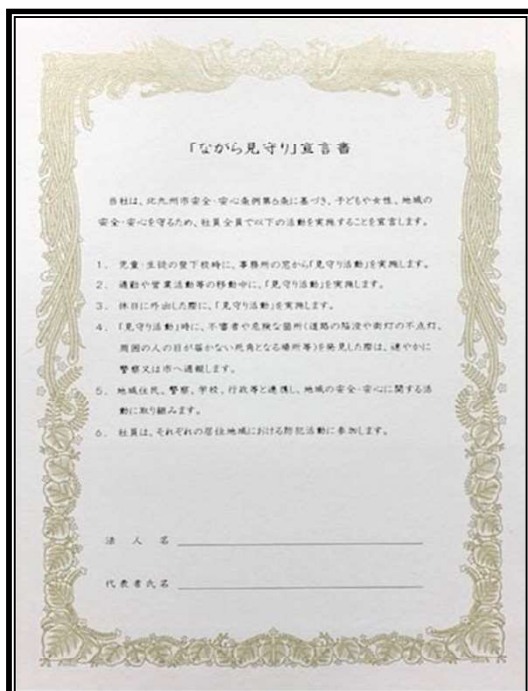 「ながら見守り」宣言書
当社は、北九州市安全・安心条例第6条に基づき、子どもや女性、地域の
安全・安心を守るため、社員全員で以下の活動を実施することを宣言します。
1. 児童・生徒の登下校時に、事務所の窓から「見守り活動」を実施します。
2. 通勤や営業活動等の移動中に、「見守り活動」を実施します。
3. 休日に外出した際に、「見守り活動」を実施します。
4. 「見守り活動」時に、不審者や危険な箇所(道路の陥没や街灯の不点灯、
周囲の人の目が届かない死角となる場所等)を発見した際は、速やかに
警察又は市へ通報します。
5. 地域住民、警察、学校、行政等と連携し、地域の安全・安心に関する活
動に取り組みます。
6. 社員は、それぞれの居住地域における防犯活動に参加します。
法人名
代表者氏名